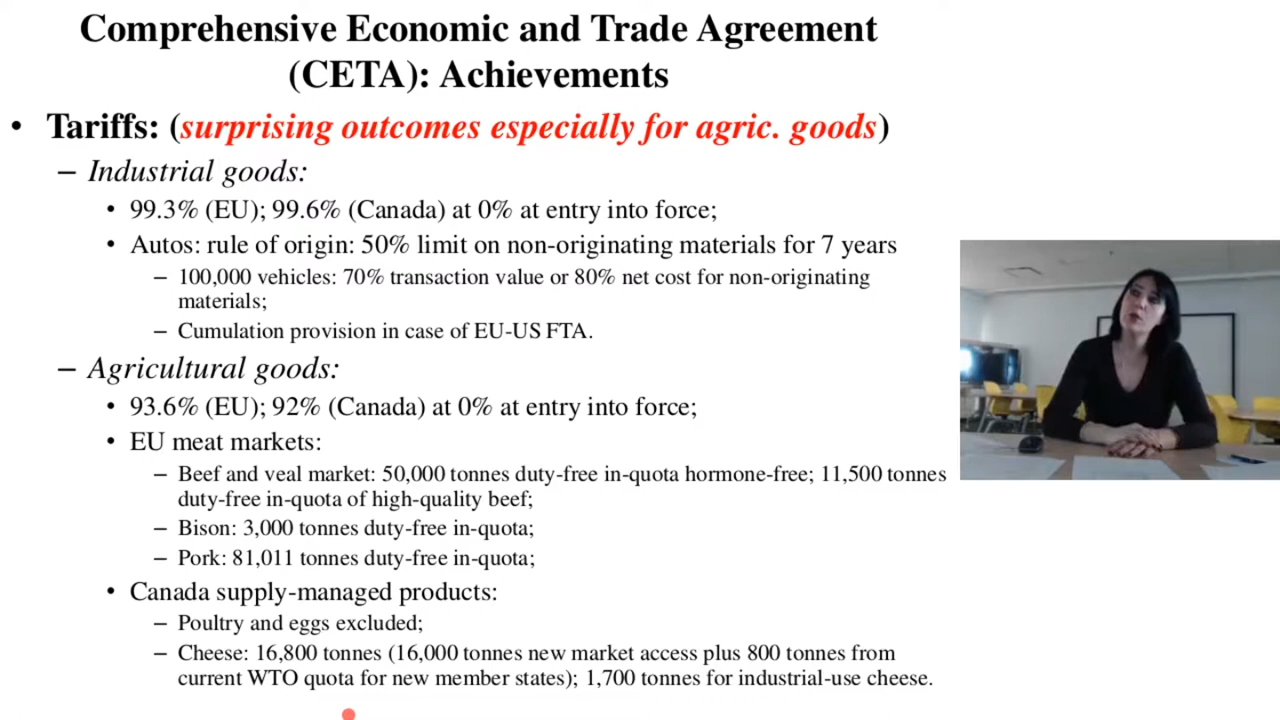 Comprehensive Economic and Trade Agreement
(CETA): Achievements
• Tariffs: (surprising outcomes especially for agric. goods)
– Industrial goods:
• 99.3% (EU); 99.6% (Canada) at 0% at entry into force;
• Autos: rule of origin: 50% limit on non-originating materials for 7 years
– 100,000 vehicles: 70% transaction value or 80% net cost for non-originating
materials;
– Cumulation provision in case of EU-US FTA.
– Agricultural goods:
• 93.6% (EU); 92% (Canada) at 0% at entry into force;
• EU meat markets:
– Beef and veal market: 50,000 tonnes duty-free in-quota hormone-free; 11,500 tonnes
duty-free in-quota of high-quality beef;
– Bison: 3,000 tonnes duty-free in-quota;
– Pork: 81,011 tonnes duty-free in-quota;
• Canada supply-managed products:
– Poultry and eggs excluded;
– Cheese: 16,800 tonnes (16,000 tonnes new market access plus 800 tonnes from
current WTO quota for new member states); 1,700 tonnes for industrial-use cheese.